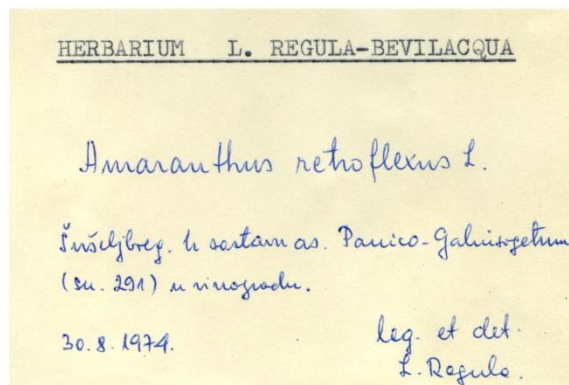 HERBARIUM L. REGULA-BEVILACQUA
Amaranthus retroflexus L.
Šušeljbreg. U sastavu as. Panico-Galinsogetum
(sn. 291) u vinogradu.
30.8.1974.
leg. et det.
L. Regula.